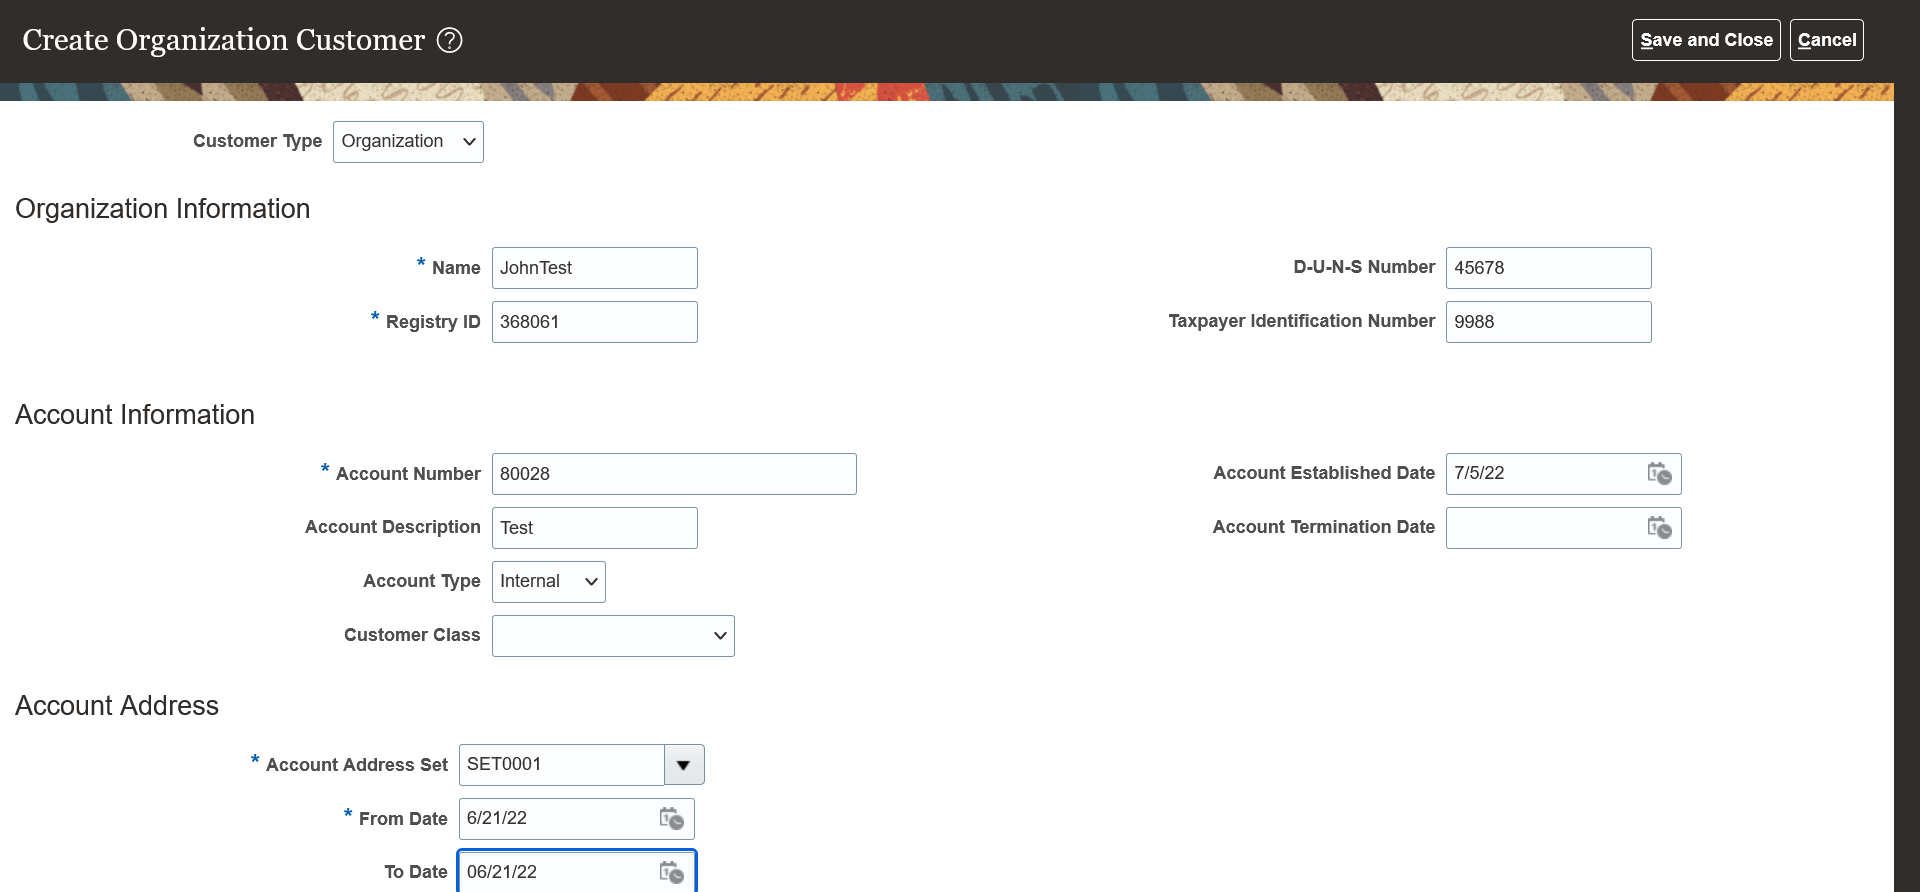 Create Organization Customer ?
Save and Close
Cancel
Customer Type Organization
Organization Information
* Name JohnTest
D-U-N-S Number 45678
* Registry ID 368061
Taxpayer Identification Number 9988
Account Information
* Account Number 80028
Account Established Date 7/5/22
Account Description Test
Account Termination Date
Account Type Internal
Customer Class
Account Address
* Account Address Set SET0001
* From Date 6/21/22
To Date 06/21/22